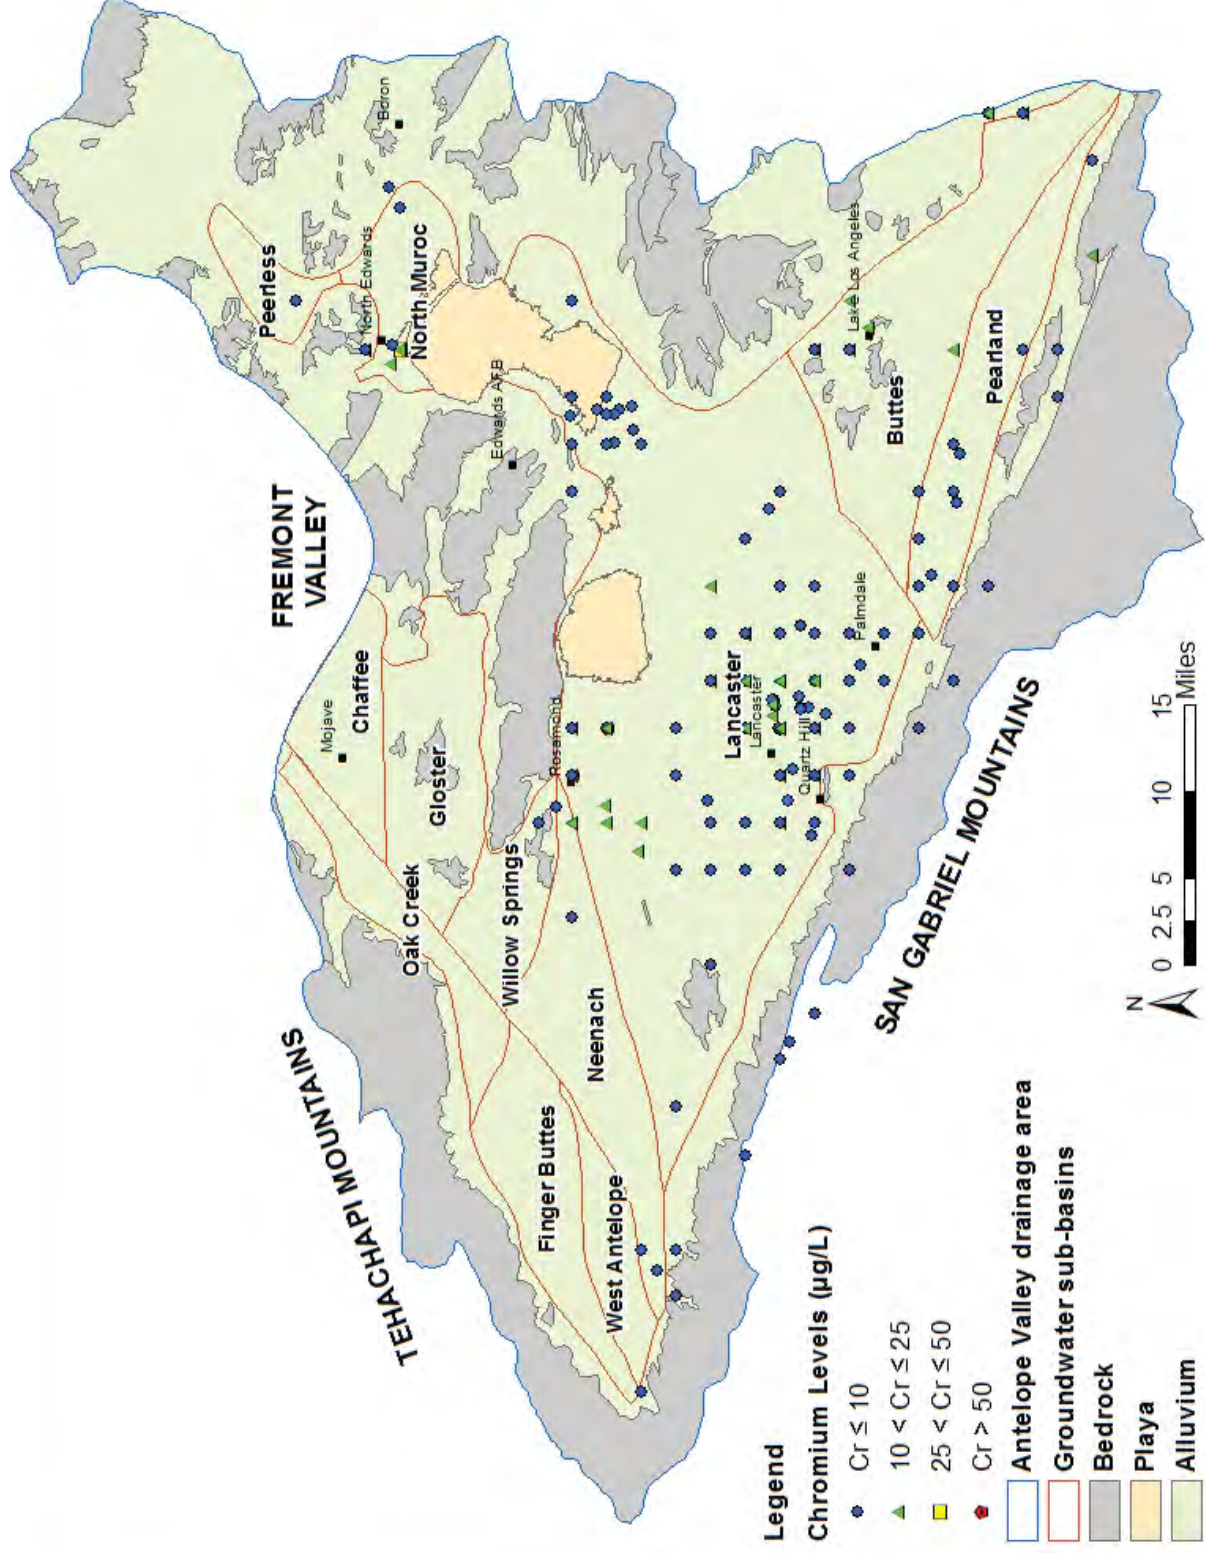 TEHACHAPI MOUNTAINS
FREMONT
VALLEY
Mojave
Chaffee
Oak Creek
Gloster
Peerless
North Edwards
Boron
North Muroc
Edwards AFB
Finger Buttes
Willow Springs
Rosamond
West Antelope
Neenach
Lancaster
Lancaster
Quartz Hill
Palmdale
Lake Los Angeles
Buttes
Pearland
SAN GABRIEL MOUNTAINS
Legend
Chromium Levels (µg/L)
Cr ≤ 10
10 < Cr ≤ 25
25 < Cr ≤ 50
Cr > 50
Antelope Valley drainage area
Groundwater sub-basins
Bedrock
Playa
Alluvium
N
0 2.5 5 10 15
Miles